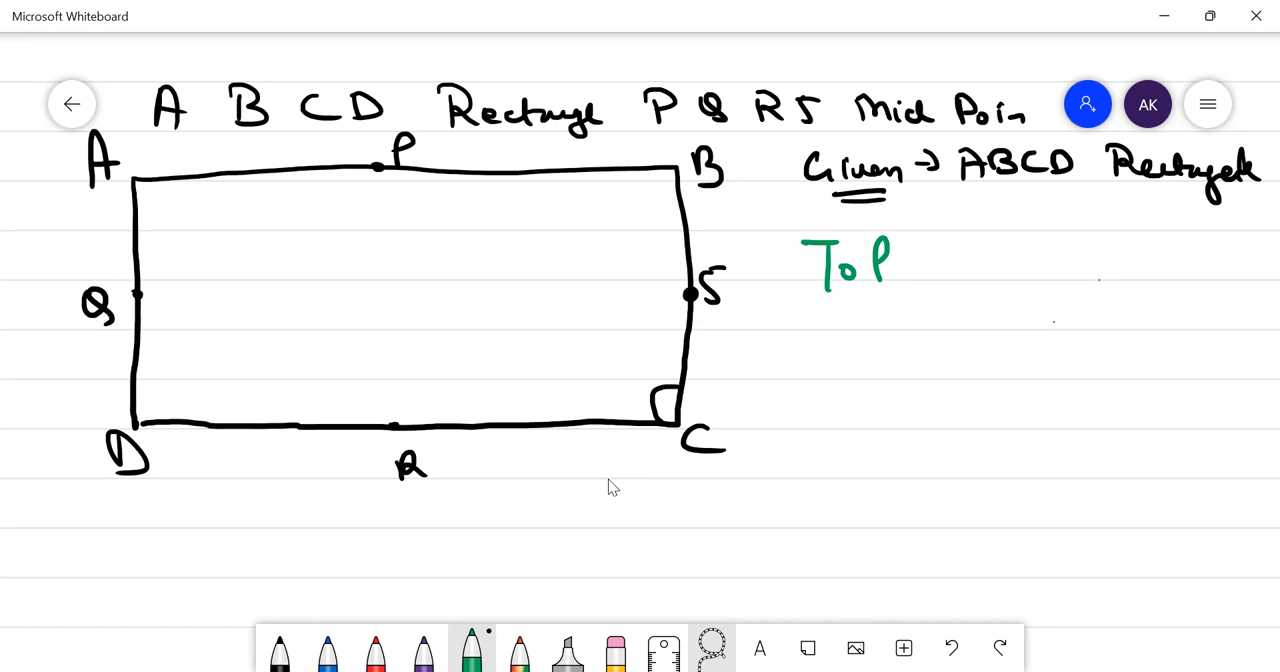 Microsoft Whiteboard
A B C D Rectangle P Q R S Mid Poin
AK
A
P
B
Given → ABCD Rectangle
To P
Q
S
D
R
C
A